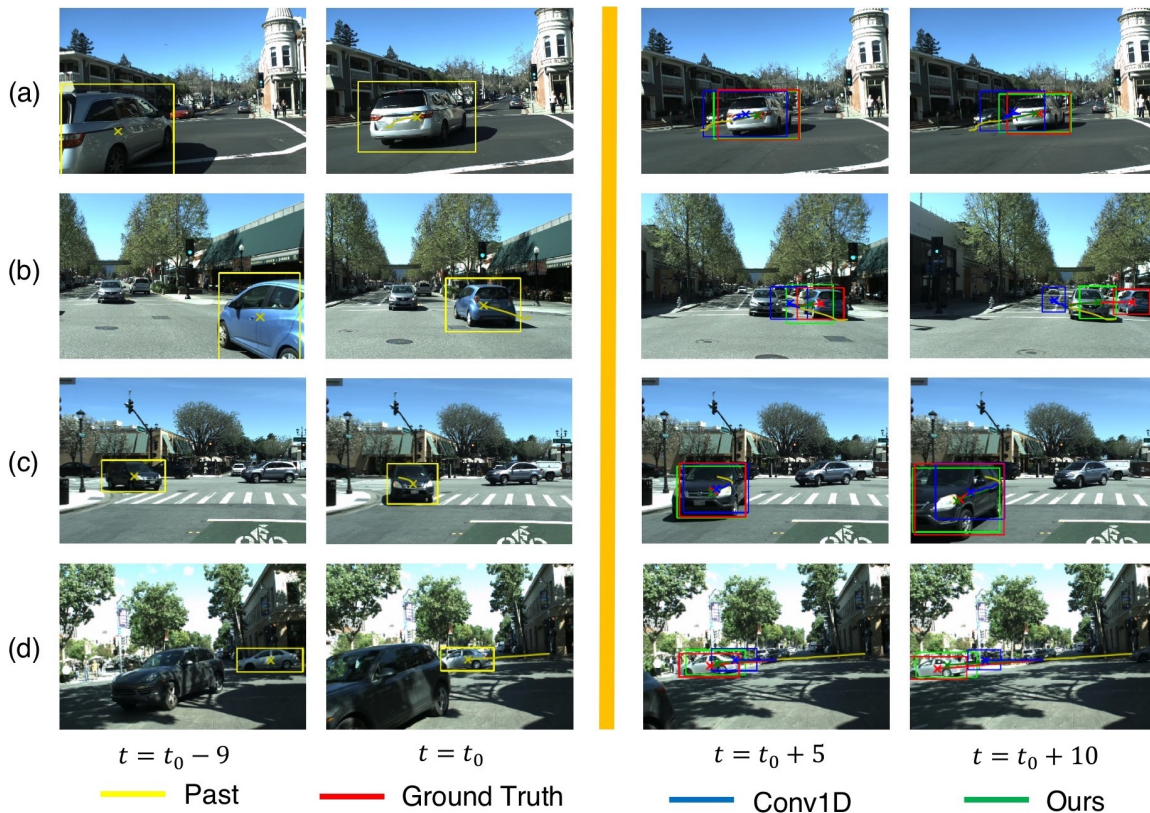 (a)
(b)
(c)
(d)
t = t₀ − 9
t = t₀
t = t₀ + 5
t = t₀ + 10
Past
Ground Truth
Conv1D
Ours